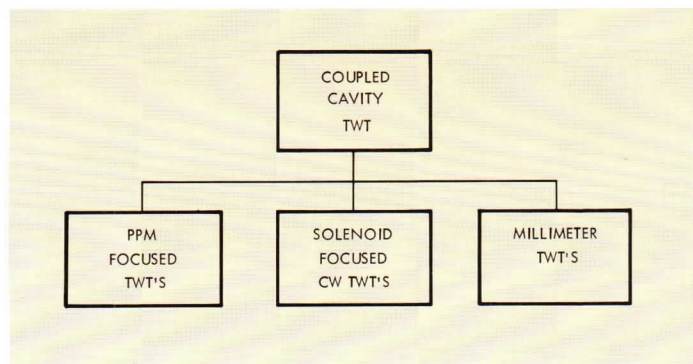 COUPLED
CAVITY
TWT
PPM
FOCUSED
TWT'S
SOLENOID
FOCUSED
CW TWT'S
MILLIMETER
TWT'S